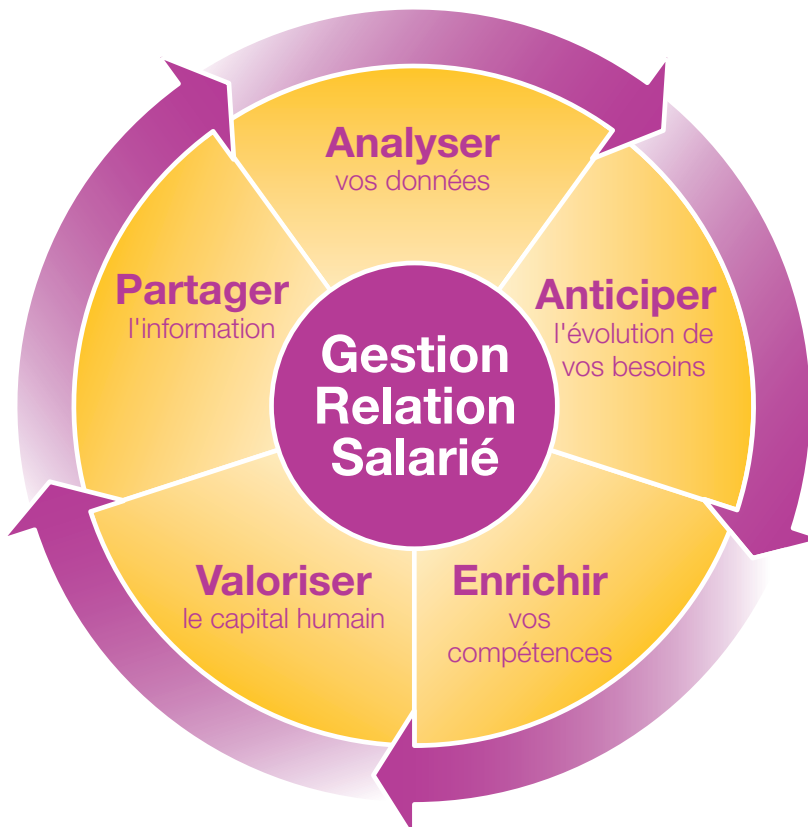 Analyser
vos données
Anticiper
l'évolution de
vos besoins
Enrichir
vos
compétences
Valoriser
le capital humain
Partager
l'information
Gestion
Relation
Salarié